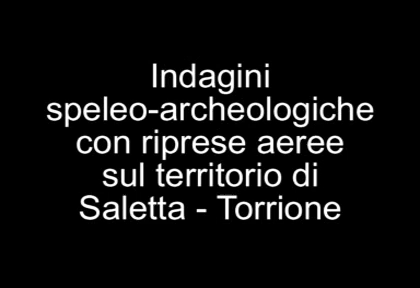 Indagini
speleo-archeologiche
con riprese aeree
sul territorio di
Saletta - Torrione